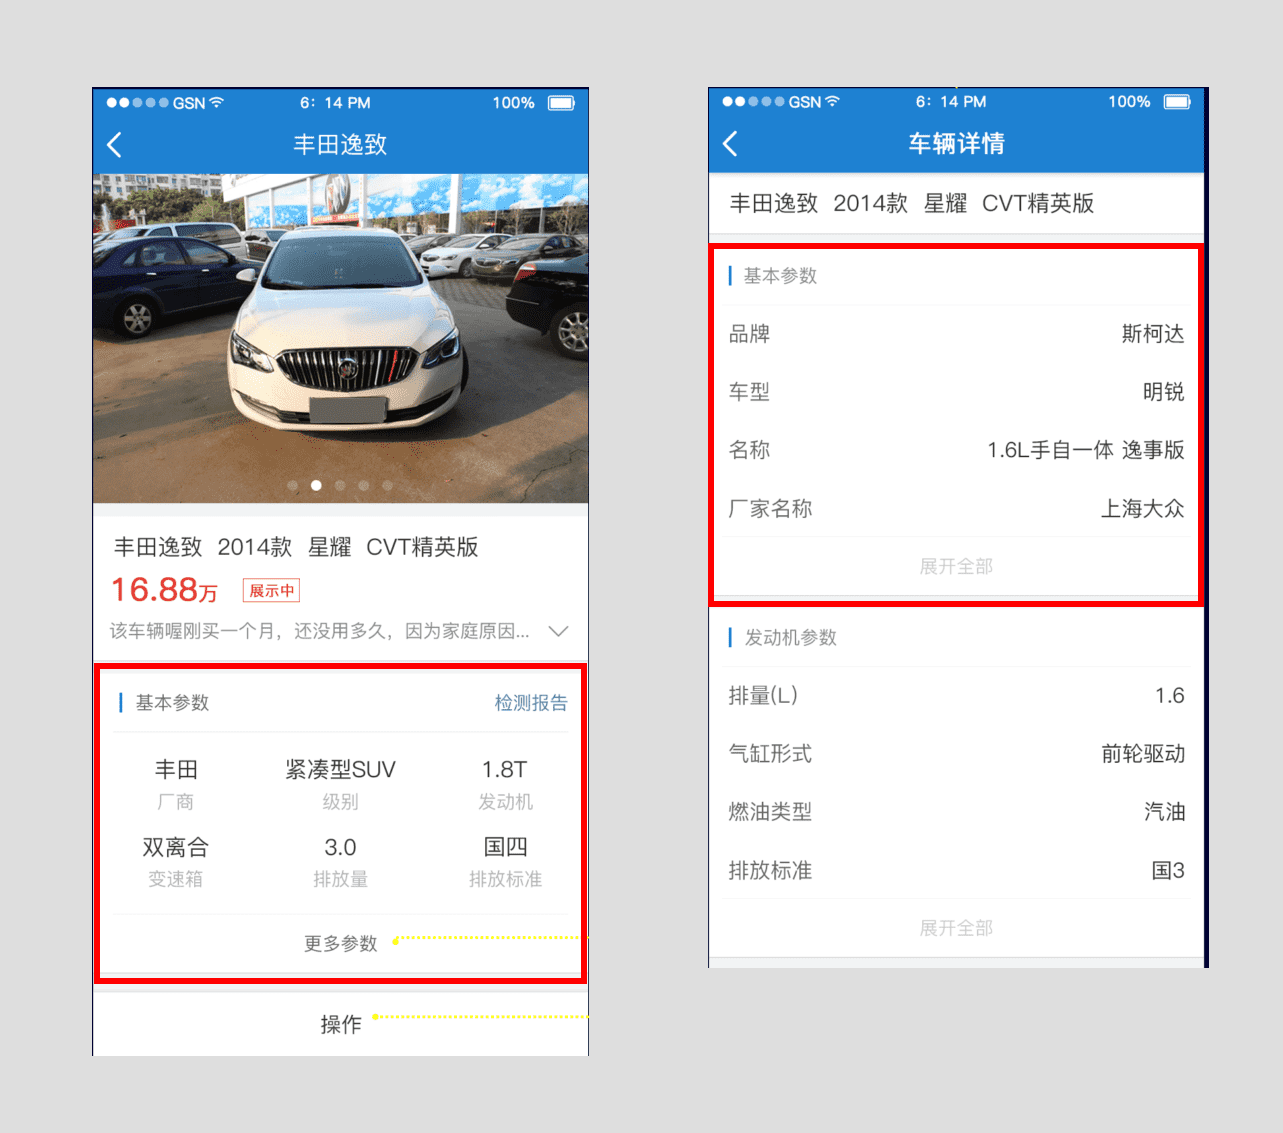 GSN
6: 14 PM
100%
丰田逸致
丰田逸致 2014款 星耀 CVT精英版
16.88万
展示中
该车辆喔刚买一个月，还没用多久，因为家庭原因...
基本参数
检测报告
丰田
紧凑型SUV
1.8T
厂商
级别
发动机
双离合
3.0
国四
变速箱
排放量
排放标准
更多参数
操作
GSN
6: 14 PM
100%
车辆详情
丰田逸致 2014款 星耀 CVT精英版
基本参数
品牌 斯柯达
车型 明锐
名称 1.6L手自一体 逸事版
厂家名称 上海大众
展开全部
发动机参数
排量(L) 1.6
气缸形式 前轮驱动
燃油类型 汽油
排放标准 国3
展开全部